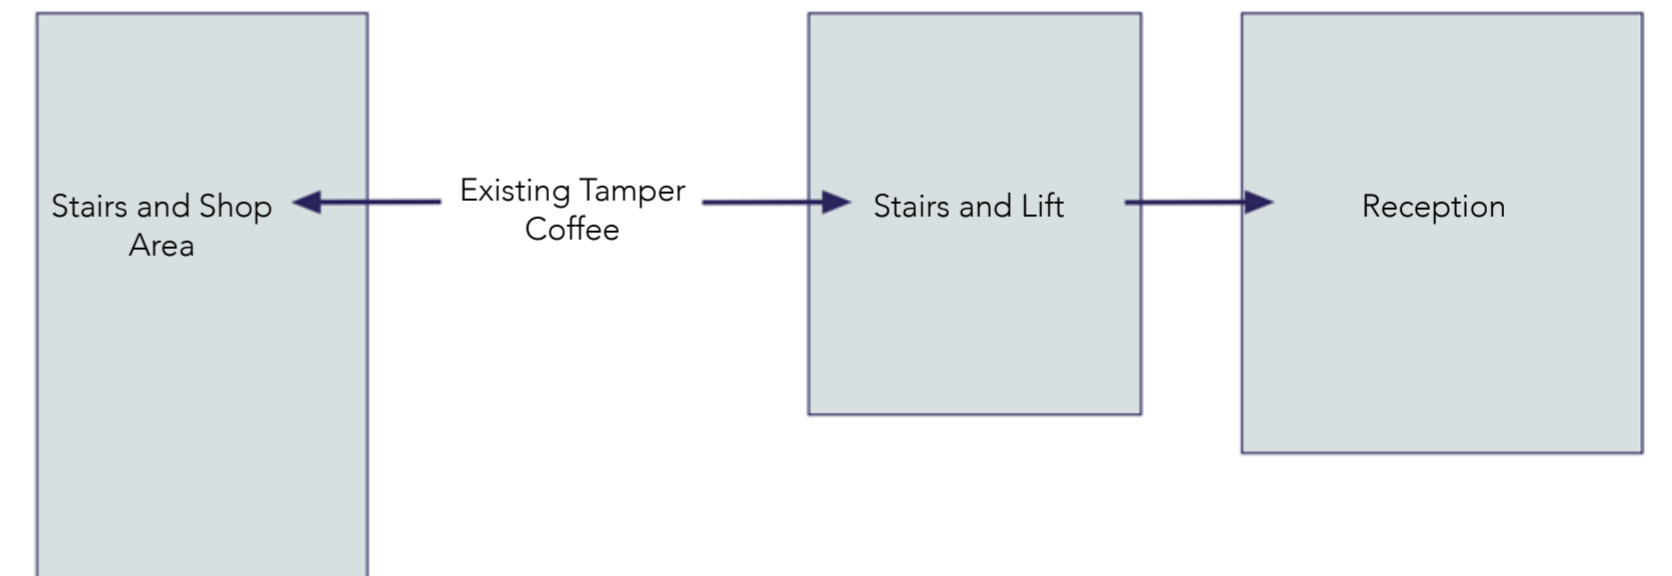 Stairs and Shop
Area
Existing Tamper
Coffee
Stairs and Lift
Reception